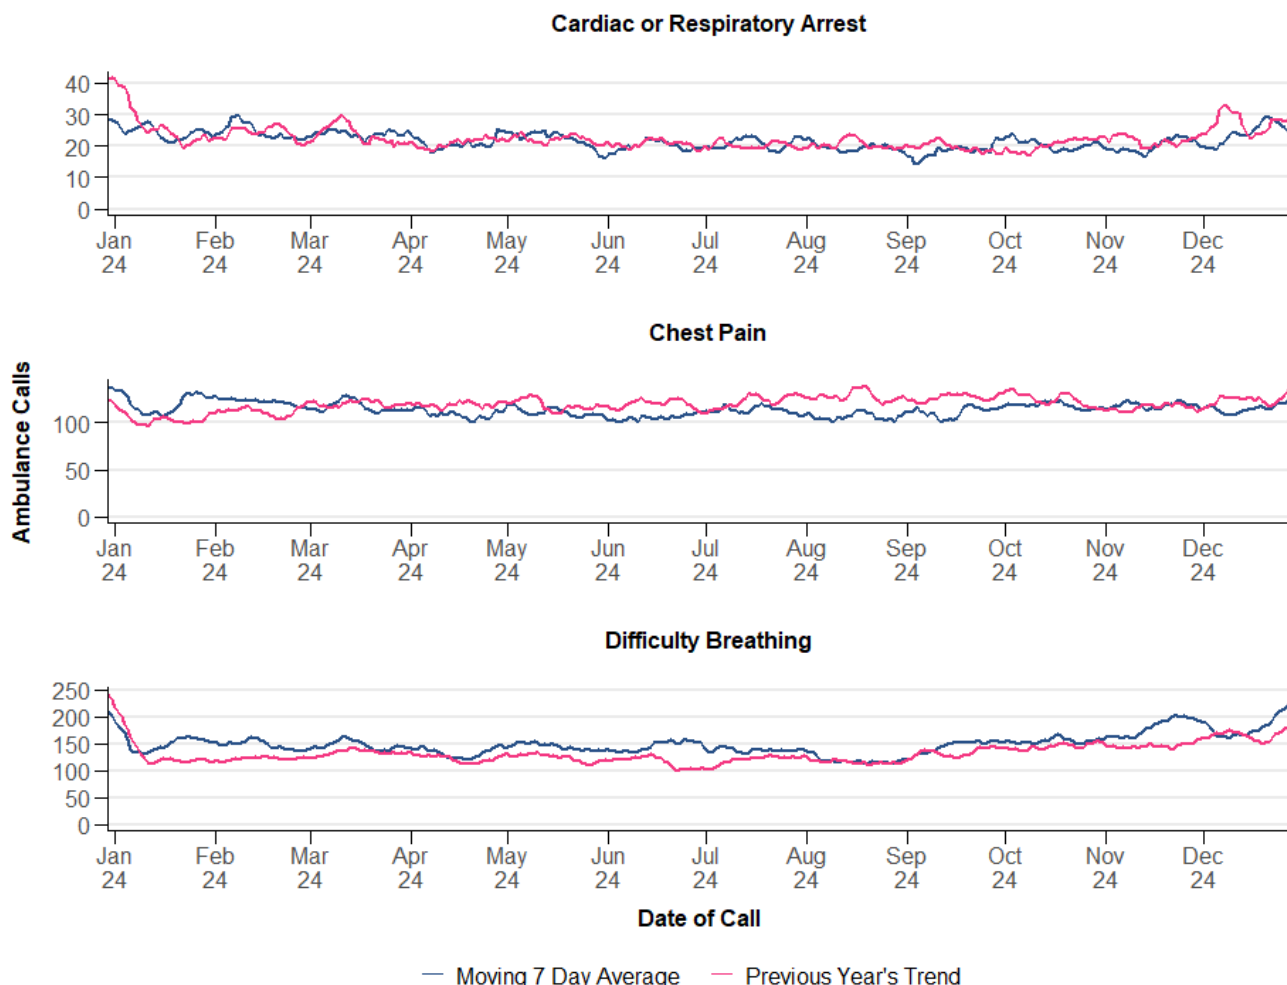 Cardiac or Respiratory Arrest
40
30
20
10
0
Jan Feb Mar Apr May Jun Jul Aug Sep Oct Nov Dec
24 24 24 24 24 24 24 24 24 24 24 24
Chest Pain
Ambulance Calls
100
50
0
Jan Feb Mar Apr May Jun Jul Aug Sep Oct Nov Dec
24 24 24 24 24 24 24 24 24 24 24 24
Difficulty Breathing
250
200
150
100
50
0
Jan Feb Mar Apr May Jun Jul Aug Sep Oct Nov Dec
24 24 24 24 24 24 24 24 24 24 24 24
Date of Call
Moving 7 Day Average Previous Year's Trend